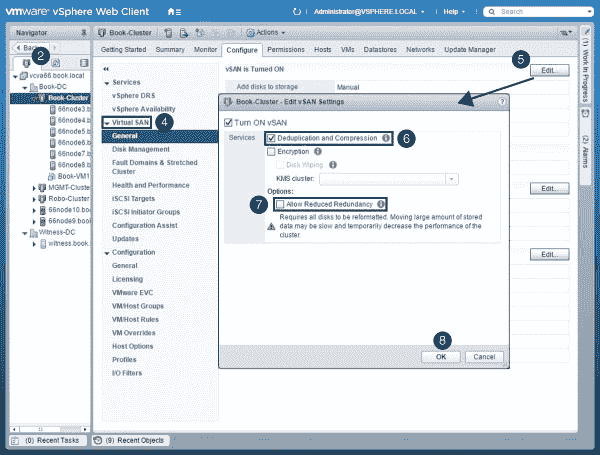 vmware® vSphere Web Client
Administrator@VSPHERE.LOCAL
Help
Search
Navigator
Book-Cluster
Actions
Back
2
Getting Started Summary Monitor Configure Permissions Hosts VMs Datastores Networks Update Manager
5
vcva66.book.local
Book-DC
Book-Cluster
66node3.b
66node4.b
66node5.b
66node6.b
66node7.b
66node8.b
Book-VM1
MGMT-Cluster
Robo-Cluster
66node10.b
66node9.bo
Witness-DC
witness.book
Services
vSphere DRS
vSphere Availability
Virtual SAN
4
General
Disk Management
Fault Domains & Stretched
Cluster
Health and Performance
iSCSI Targets
iSCSI Initiator Groups
Configuration Assist
Updates
Configuration
General
Licensing
VMware EVC
VM/Host Groups
VM/Host Rules
VM Overrides
Host Options
Profiles
I/O Filters
vSAN is Turned ON
Edit...
Add disks to storage Manual
Book-Cluster - Edit vSAN Settings
Turn ON vSAN
Services
Deduplication and Compression
6
Encryption
Disk Wiping
KMS cluster:
Options:
7
Allow Reduced Redundancy
Requires all disks to be reformatted. Moving large amount of stored
data may be slow and temporarily decrease the performance of the
cluster.
8
OK Cancel
Edit...
Edit...
(1) Work In Progress
(2) Alarms
(0) Recent Tasks
(9) Recent Objects